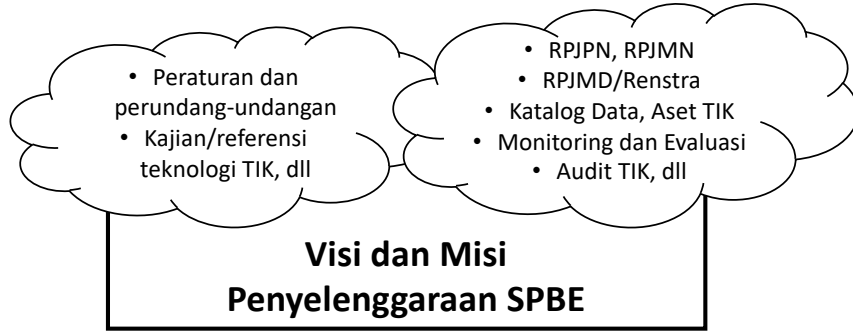 • Peraturan dan
perundang-undangan
• Kajian/referensi
teknologi TIK, dll
• RPJPN, RPJMN
• RPJMD/Renstra
• Katalog Data, Aset TIK
• Monitoring dan Evaluasi
• Audit TIK, dll
Visi dan Misi
Penyelenggaraan SPBE